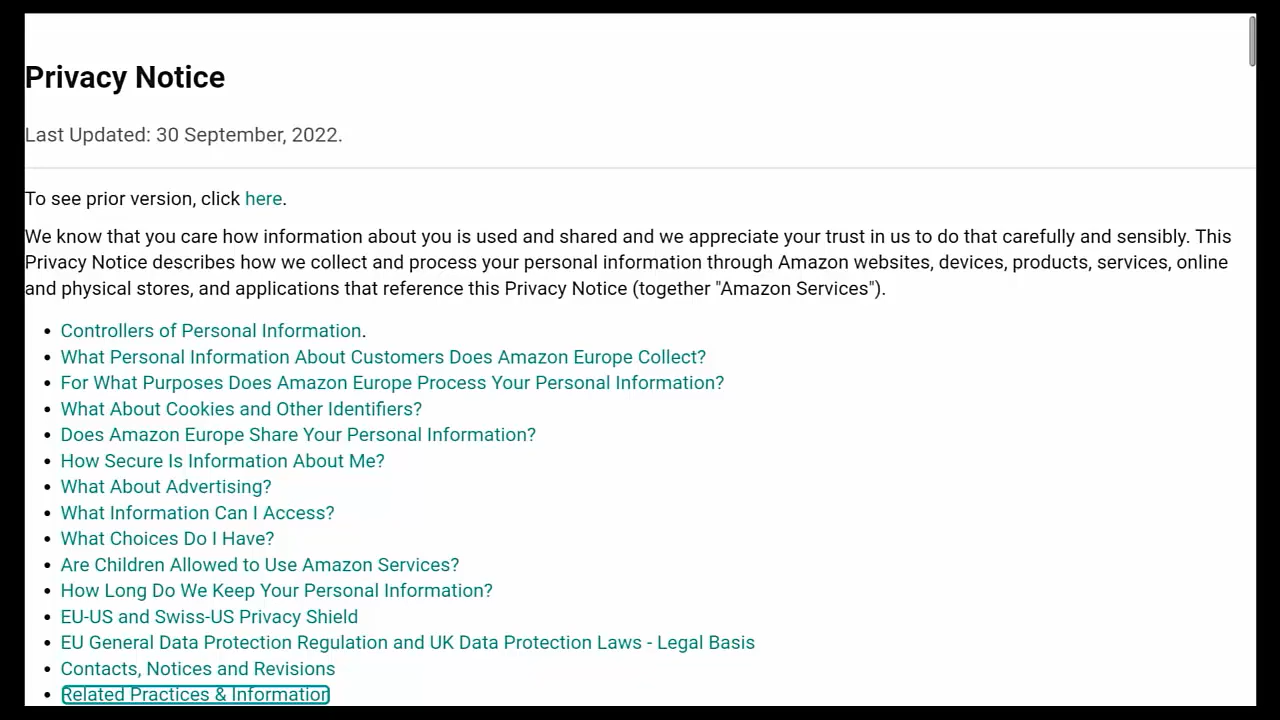 Privacy Notice
Last Updated: 30 September, 2022.
To see prior version, click here.
We know that you care how information about you is used and shared and we appreciate your trust in us to do that carefully and sensibly. This
Privacy Notice describes how we collect and process your personal information through Amazon websites, devices, products, services, online
and physical stores, and applications that reference this Privacy Notice (together "Amazon Services").
• Controllers of Personal Information.
• What Personal Information About Customers Does Amazon Europe Collect?
• For What Purposes Does Amazon Europe Process Your Personal Information?
• What About Cookies and Other Identifiers?
• Does Amazon Europe Share Your Personal Information?
• How Secure Is Information About Me?
• What About Advertising?
• What Information Can I Access?
• What Choices Do I Have?
• Are Children Allowed to Use Amazon Services?
• How Long Do We Keep Your Personal Information?
• EU-US and Swiss-US Privacy Shield
• EU General Data Protection Regulation and UK Data Protection Laws - Legal Basis
• Contacts, Notices and Revisions
• Related Practices & Information